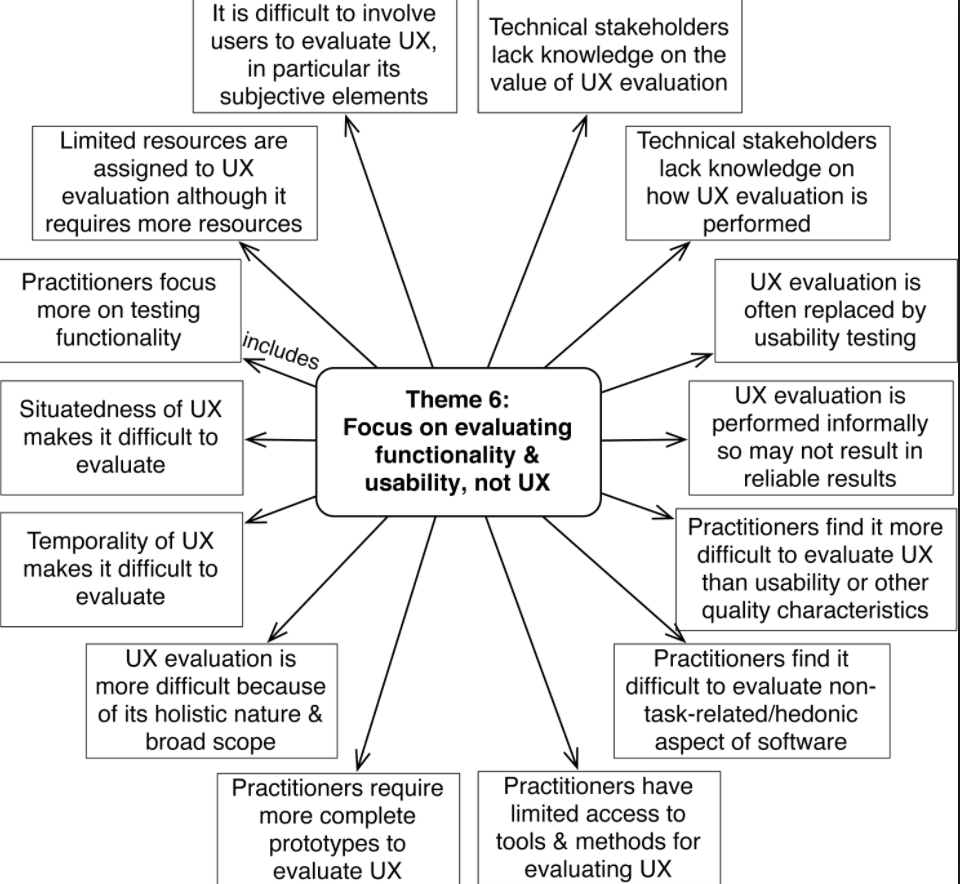 It is difficult to involve
users to evaluate UX,
in particular its
subjective elements
Technical stakeholders
lack knowledge on the
value of UX evaluation
Limited resources are
assigned to UX
evaluation although it
requires more resources
Technical stakeholders
lack knowledge on
how UX evaluation is
performed
Practitioners focus
more on testing
functionality
includes
UX evaluation is
often replaced by
usability testing
Theme 6:
Focus on evaluating
functionality &
usability, not UX
Situatedness of UX
makes it difficult to
evaluate
UX evaluation is
performed informally
so may not result in
reliable results
Temporality of UX
makes it difficult to
evaluate
Practitioners find it more
difficult to evaluate UX
than usability or other
quality characteristics
UX evaluation is
more difficult because
of its holistic nature &
broad scope
Practitioners find it
difficult to evaluate non-
task-related/hedonic
aspect of software
Practitioners require
more complete
prototypes to
evaluate UX
Practitioners have
limited access to
tools & methods for
evaluating UX